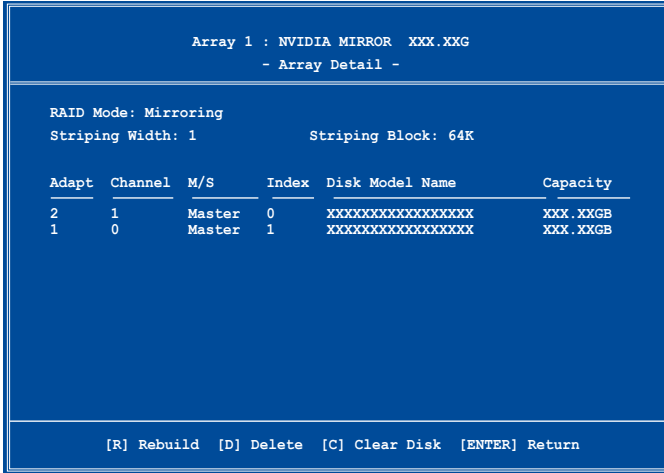 Array 1 : NVIDIA MIRROR XXX.XXG
- Array Detail -
RAID Mode: Mirroring
Striping Width: 1 Striping Block: 64K
Adapt Channel M/S Index Disk Model Name Capacity
2 1 Master 0 XXXXXXXXXXXXXXXXX XXX.XXGB
1 0 Master 1 XXXXXXXXXXXXXXXXX XXX.XXGB
[R] Rebuild [D] Delete [C] Clear Disk [ENTER] Return